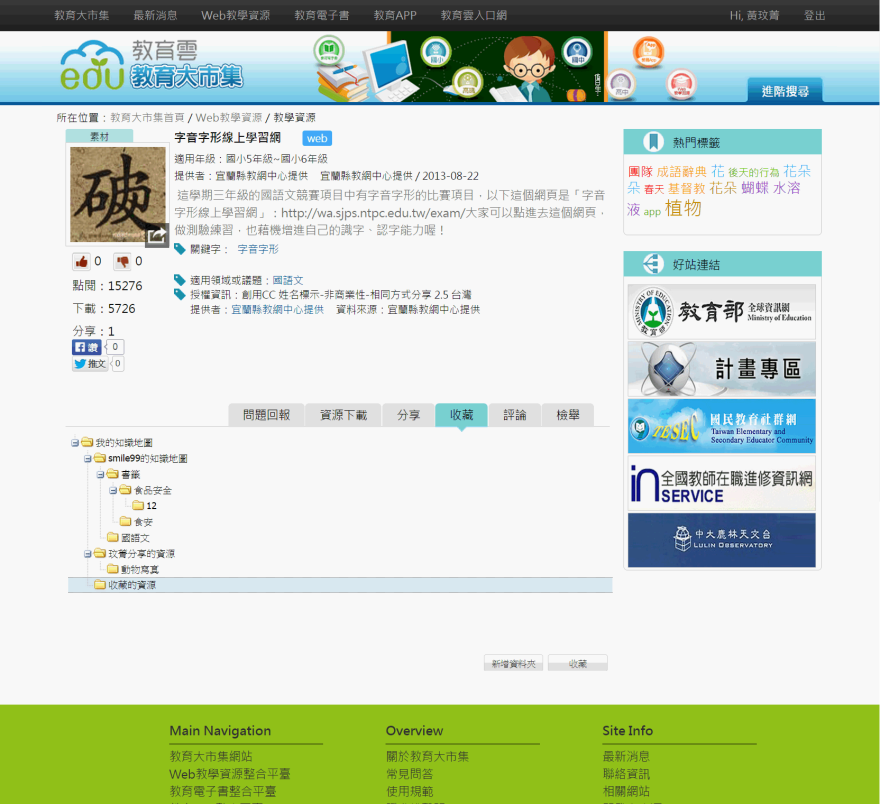 教育大市集 最新消息 Web教學資源 教育電子書 教育APP 教育雲入口網 Hi, 黃玟菁 登出
教育雲
edu 教育大市集
國小
國中
高職
高中
進階搜尋
所在位置：教育大市集首頁 / Web教學資源 / 教學資源
素材
破
字音字形線上學習網 web
適用年級：國小5年級~國小6年級
提供者：宜蘭縣教網中心提供 宜蘭縣教網中心提供 / 2013-08-22
這學期三年級的國語文競賽項目中有字音字形的比賽項目，以下這個網頁是「字音
字形線上學習網」：http://wa.sjps.ntpc.edu.tw/exam/大家可以點進去這個網頁，
做測驗練習，也藉機增進自己的識字、認字能力喔！
關鍵字： 字音字形
適用領域或議題：國語文
授權資訊：創用CC 姓名標示-非商業性-相同方式分享 2.5 台灣
提供者：宜蘭縣教網中心提供 資料來源：宜蘭縣教網中心提供
0 0
點閱：15276
下載：5726
分享：1
讚 0
推文 0
問題回報 資源下載 分享 收藏 評論 檢舉
我的知識地圖
smile99的知識地圖
書籤
食品安全
12
食安
國語文
玟菁分享的資源
動物寫真
收藏的資源
新增資料夾 收藏
熱門標籤
團隊 成語辭典 花 後天的行為 花朵
朵 春天 基督教 花朵 蝴蝶 水溶
液 app 植物
好站連結
MINISTRY OF EDUCATION
教育部 全球資訊網
Ministry of Education
計畫專區
TESEC 國民教育社群網
Taiwan Elementary and
Secondary Educator Community
in 全國教師在職進修資訊網
SERVICE
中大鹿林天文台
LULIN OBSERVATORY
Main Navigation
教育大市集網站
Web教學資源整合平臺
教育電子書整合平臺
Overview
關於教育大市集
常見問答
使用規範
Site Info
最新消息
聯絡資訊
相關網站